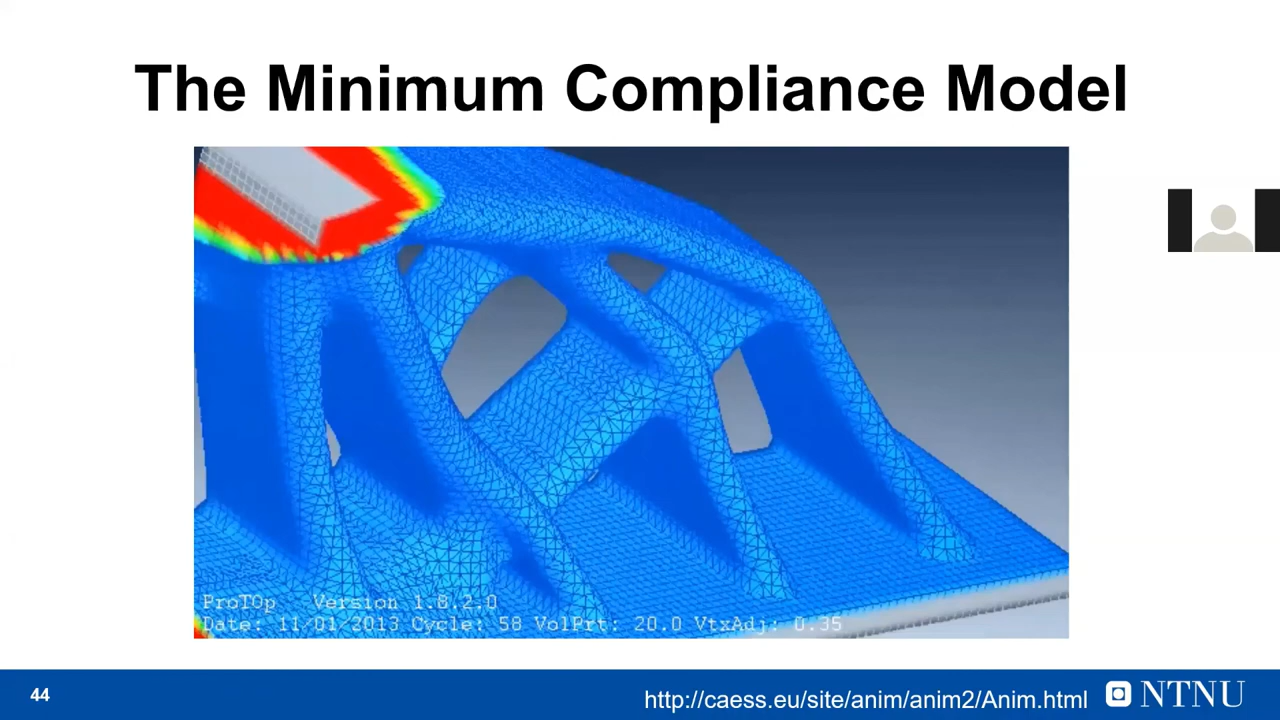 The Minimum Compliance Model
ProTOp Version 1.8.2.0
Date: 11/01/2013 Cycle: 58 VolPrt: 20.0 VtxAdj: 0.35
44
http://caess.eu/site/anim/anim2/Anim.html
NTNU